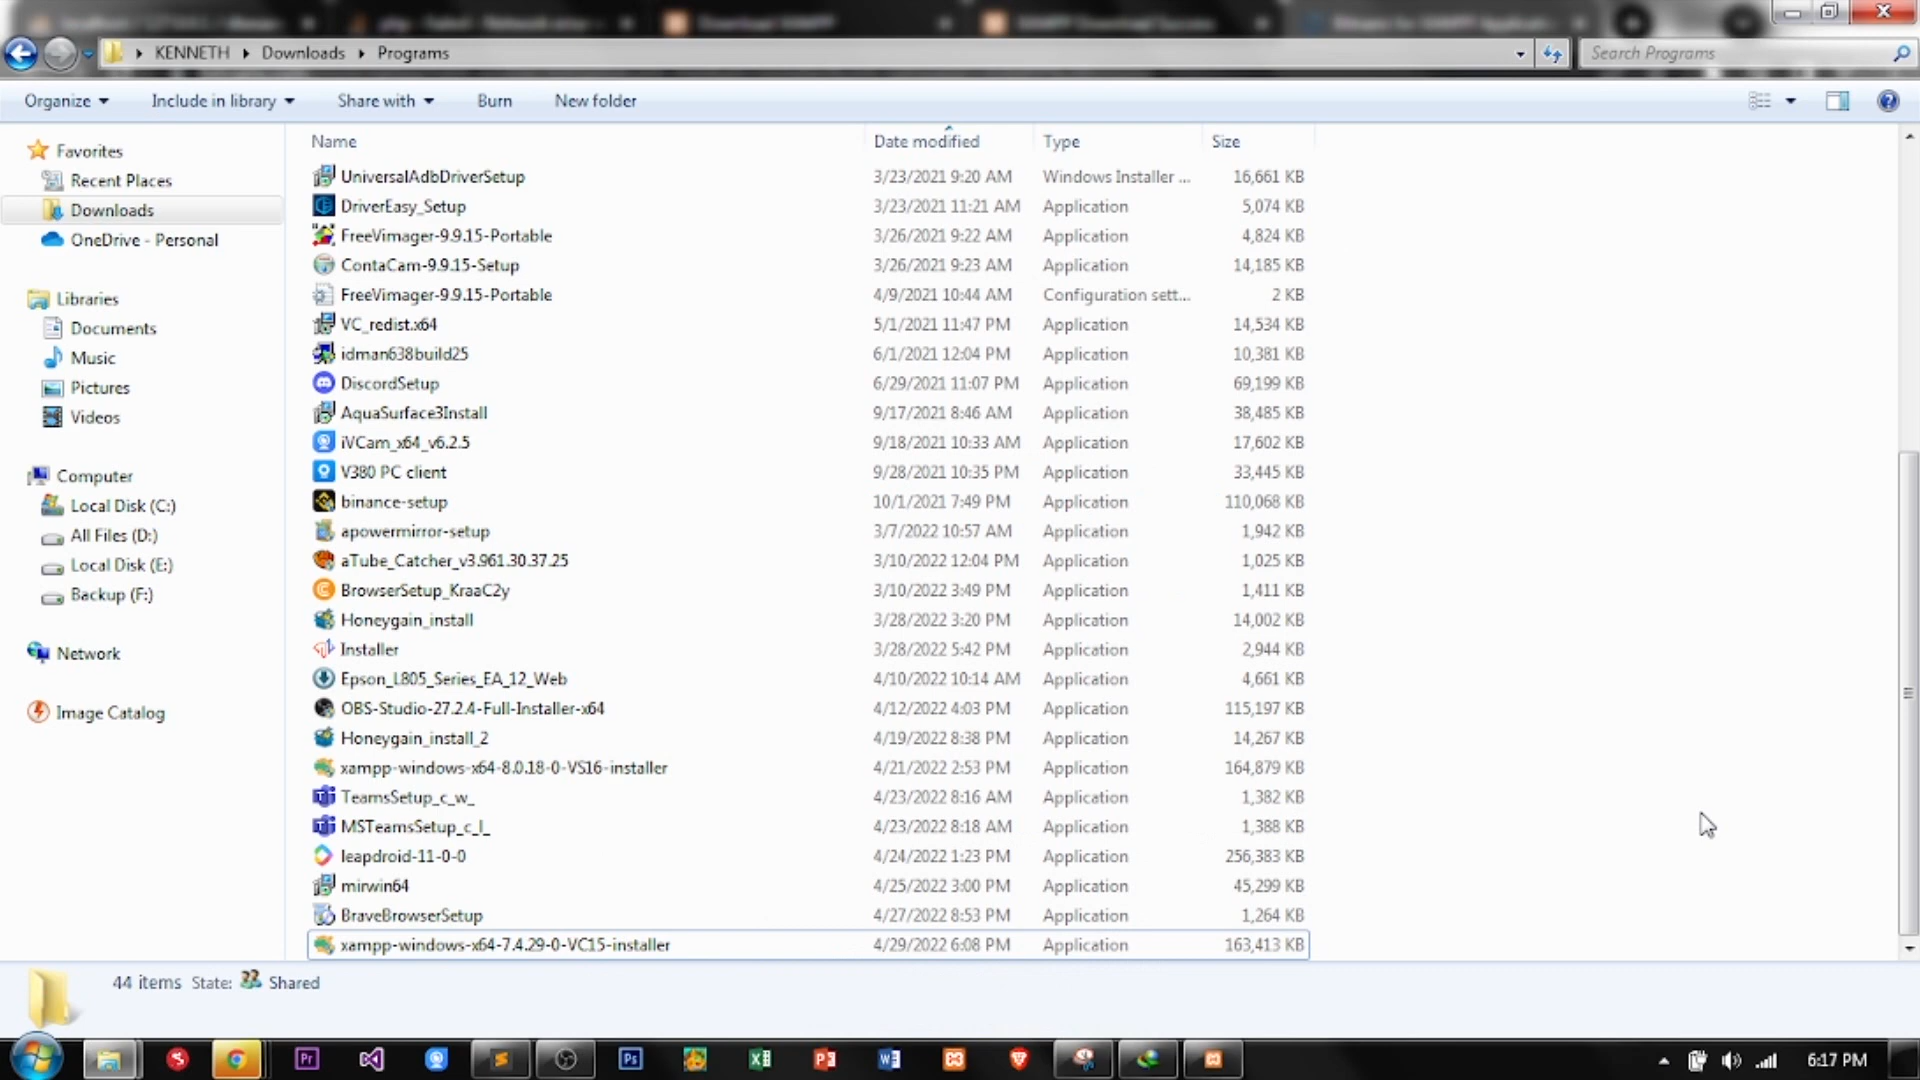 KENNETH Downloads Programs
Search Programs
Organize Include in library Share with Burn New folder
Name Date modified Type Size
Favorites
Recent Places
Downloads
OneDrive - Personal
Libraries
Documents
Music
Pictures
Videos
Computer
Local Disk (C:)
All Files (D:)
Local Disk (E:)
Backup (F:)
Network
Image Catalog
UniversalAdbDriverSetup 3/23/2021 9:20 AM Windows Installer ... 16,661 KB
DriverEasy_Setup 3/23/2021 11:21 AM Application 5,074 KB
FreeVimager-9.9.15-Portable 3/26/2021 9:22 AM Application 4,824 KB
ContaCam-9.9.15-Setup 3/26/2021 9:23 AM Application 14,185 KB
FreeVimager-9.9.15-Portable 4/9/2021 10:44 AM Configuration sett... 2 KB
VC_redist.x64 5/1/2021 11:47 PM Application 14,534 KB
idman638build25 6/1/2021 12:04 PM Application 10,381 KB
DiscordSetup 6/29/2021 11:07 PM Application 69,199 KB
AquaSurface3Install 9/17/2021 8:46 AM Application 38,485 KB
iVCam_x64_v6.2.5 9/18/2021 10:33 AM Application 17,602 KB
V380 PC client 9/28/2021 10:35 PM Application 33,445 KB
binance-setup 10/1/2021 7:49 PM Application 110,068 KB
apowermirror-setup 3/7/2022 10:57 AM Application 1,942 KB
aTube_Catcher_v3.961.30.37.25 3/10/2022 12:04 PM Application 1,025 KB
BrowserSetup_KraaC2y 3/10/2022 3:49 PM Application 1,411 KB
Honeygain_install 3/28/2022 3:20 PM Application 14,002 KB
Installer 3/28/2022 5:42 PM Application 2,944 KB
Epson_L805_Series_EA_12_Web 4/10/2022 10:14 AM Application 4,661 KB
OBS-Studio-27.2.4-Full-Installer-x64 4/12/2022 4:03 PM Application 115,197 KB
Honeygain_install_2 4/19/2022 8:38 PM Application 14,267 KB
xampp-windows-x64-8.0.18-0-VS16-installer 4/21/2022 2:53 PM Application 164,879 KB
TeamsSetup_c_w_ 4/23/2022 8:16 AM Application 1,382 KB
MSTeamsSetup_c_l_ 4/23/2022 8:18 AM Application 1,388 KB
leapdroid-11-0-0 4/24/2022 1:23 PM Application 256,383 KB
mirwin64 4/25/2022 3:00 PM Application 45,299 KB
BraveBrowserSetup 4/27/2022 8:53 PM Application 1,264 KB
xampp-windows-x64-7.4.29-0-VC15-installer 4/29/2022 6:08 PM Application 163,413 KB
44 items State: Shared
6:17 PM